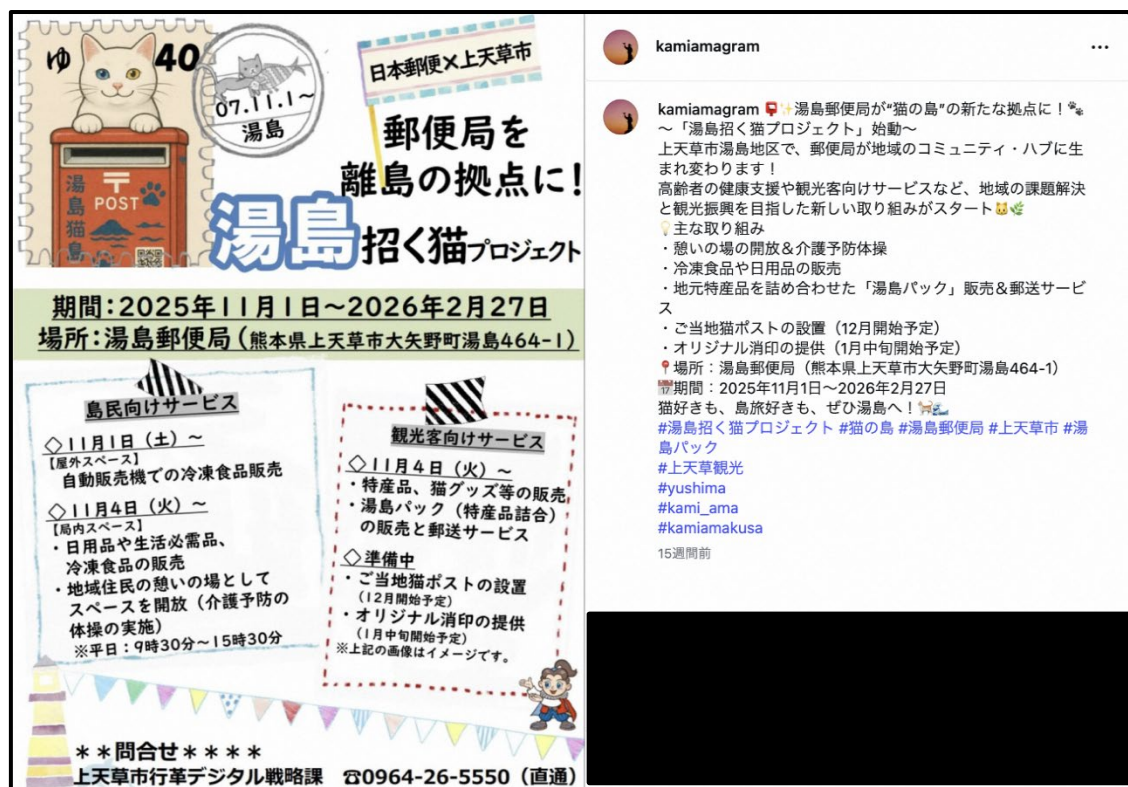 ゆ
40
07.11.1～
湯島
日本郵便×上天草市
郵便局を
離島の拠点に！
湯島招く猫プロジェクト
湯島猫島
〒
POST
期間：2025年11月1日～2026年2月27日
場所：湯島郵便局（熊本県上天草市大矢野町湯島464-1）
島民向けサービス
◇11月1日（土）～
【屋外スペース】
自動販売機での冷凍食品販売
◇11月4日（火）～
【局内スペース】
・日用品や生活必需品、
冷凍食品の販売
・地域住民の憩いの場として
スペースを開放（介護予防の
体操の実施）
※平日：9時30分～15時30分
観光客向けサービス
◇11月4日（火）～
・特産品、猫グッズ等の販売
・湯島パック（特産品詰合）
の販売と郵送サービス
◇準備中
・ご当地猫ポストの設置
（12月開始予定）
・オリジナル消印の提供
（1月中旬開始予定）
※上記の画像はイメージです。
＊＊問合せ＊＊＊＊
上天草市行革デジタル戦略課　☎0964-26-5550（直通）
kamiamagram
•••
kamiamagram 📮✨湯島郵便局が“猫の島”の新たな拠点に！🐾
～「湯島招く猫プロジェクト」始動～
上天草市湯島地区で、郵便局が地域のコミュニティ・ハブに生
まれ変わります！
高齢者の健康支援や観光客向けサービスなど、地域の課題解決
と観光振興を目指した新しい取り組みがスタート🐱🌿
💡主な取り組み
・憩いの場の開放＆介護予防体操
・冷凍食品や日用品の販売
・地元特産品を詰め合わせた「湯島パック」販売＆郵送サービ
ス
・ご当地猫ポストの設置（12月開始予定）
・オリジナル消印の提供（1月中旬開始予定）
📍場所：湯島郵便局（熊本県上天草市大矢野町湯島464-1）
📅期間：2025年11月1日～2026年2月27日
猫好きも、島旅好きも、ぜひ湯島へ！🐈🌊
#湯島招く猫プロジェクト #猫の島 #湯島郵便局 #上天草市 #湯
島パック
#上天草観光
#yushima
#kami_ama
#kamiamakusa
15週間前